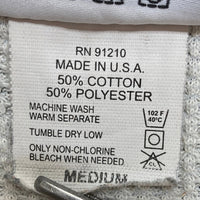 RN 91210
MADE IN U.S.A.
50% COTTON
50% POLYESTER
MACHINE WASH
WARM SEPARATE
102 F
40°C
TUMBLE DRY LOW
ONLY NON-CHLORINE
BLEACH WHEN NEEDED
CL
MEDIUM